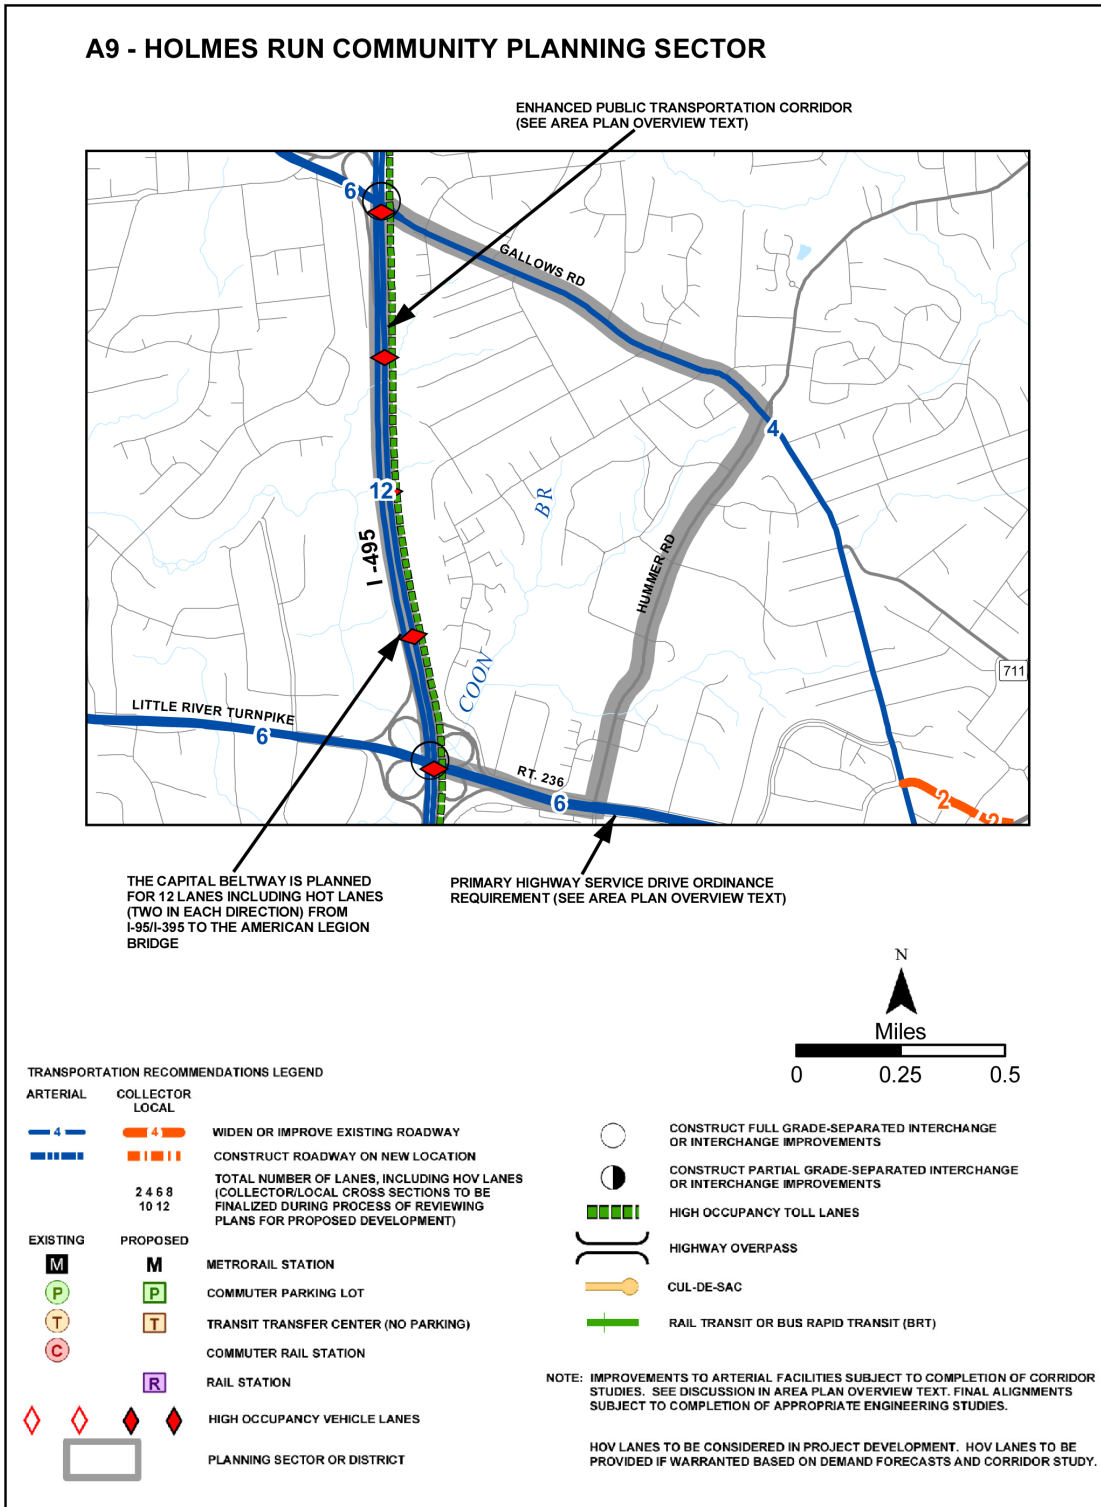 A9 - HOLMES RUN COMMUNITY PLANNING SECTOR
ENHANCED PUBLIC TRANSPORTATION CORRIDOR
(SEE AREA PLAN OVERVIEW TEXT)
6
GALLOWS RD
4
12
BR
I -495
HUMMER RD
COON
711
LITTLE RIVER TURNPIKE
6
RT. 236
6
2
2
THE CAPITAL BELTWAY IS PLANNED
FOR 12 LANES INCLUDING HOT LANES
(TWO IN EACH DIRECTION) FROM
I-95/I-395 TO THE AMERICAN LEGION
BRIDGE
PRIMARY HIGHWAY SERVICE DRIVE ORDINANCE
REQUIREMENT (SEE AREA PLAN OVERVIEW TEXT)
N
Miles
0 0.25 0.5
TRANSPORTATION RECOMMENDATIONS LEGEND
ARTERIAL COLLECTOR
LOCAL
4 4 WIDEN OR IMPROVE EXISTING ROADWAY
CONSTRUCT ROADWAY ON NEW LOCATION
2 4 6 8
10 12
TOTAL NUMBER OF LANES, INCLUDING HOV LANES
(COLLECTOR/LOCAL CROSS SECTIONS TO BE
FINALIZED DURING PROCESS OF REVIEWING
PLANS FOR PROPOSED DEVELOPMENT)
EXISTING PROPOSED
M M METRORAIL STATION
P P COMMUTER PARKING LOT
T T TRANSIT TRANSFER CENTER (NO PARKING)
C COMMUTER RAIL STATION
R RAIL STATION
HIGH OCCUPANCY VEHICLE LANES
PLANNING SECTOR OR DISTRICT
CONSTRUCT FULL GRADE-SEPARATED INTERCHANGE
OR INTERCHANGE IMPROVEMENTS
CONSTRUCT PARTIAL GRADE-SEPARATED INTERCHANGE
OR INTERCHANGE IMPROVEMENTS
HIGH OCCUPANCY TOLL LANES
HIGHWAY OVERPASS
CUL-DE-SAC
RAIL TRANSIT OR BUS RAPID TRANSIT (BRT)
NOTE: IMPROVEMENTS TO ARTERIAL FACILITIES SUBJECT TO COMPLETION OF CORRIDOR
STUDIES. SEE DISCUSSION IN AREA PLAN OVERVIEW TEXT. FINAL ALIGNMENTS
SUBJECT TO COMPLETION OF APPROPRIATE ENGINEERING STUDIES.
HOV LANES TO BE CONSIDERED IN PROJECT DEVELOPMENT. HOV LANES TO BE
PROVIDED IF WARRANTED BASED ON DEMAND FORECASTS AND CORRIDOR STUDY.